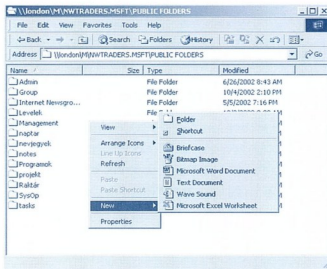 \\london\M\NWTRADERS.MSFT\PUBLIC FOLDERS
File Edit View Favorites Tools Help
Back Search Folders History
Address \\london\M\NWTRADERS.MSFT\PUBLIC FOLDERS Go
Name Size Type Modified
Admin File Folder 6/26/2002 8:43 AM
Group File Folder 10/4/2002 2:10 PM
Internet Newsgro... File Folder 5/5/2002 7:16 PM
Levelek
Management
naptar
nevjegyek
notes
Programok
projekt
Raktár
SysOp
tasks
View
Arrange Icons
Line Up Icons
Refresh
Paste
Paste Shortcut
New
Properties
Folder
Shortcut
Briefcase
Bitmap Image
Microsoft Word Document
Text Document
Wave Sound
Microsoft Excel Worksheet